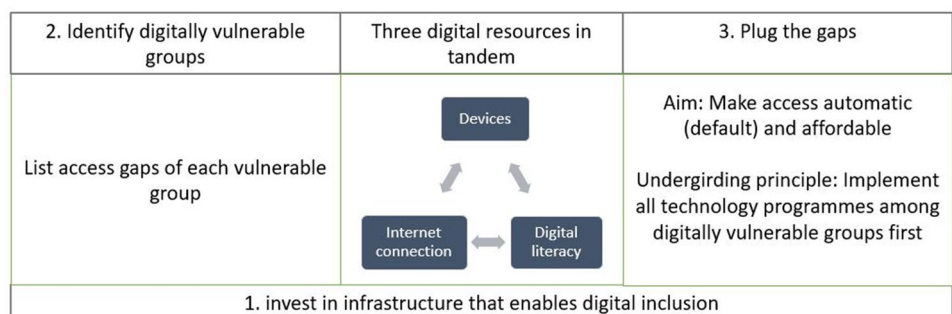 2. Identify digitally vulnerable
groups
Three digital resources in
tandem
3. Plug the gaps
List access gaps of each vulnerable
group
Devices
Internet
connection
Digital
literacy
Aim: Make access automatic
(default) and affordable
Undergirding principle: Implement
all technology programmes among
digitally vulnerable groups first
1. invest in infrastructure that enables digital inclusion